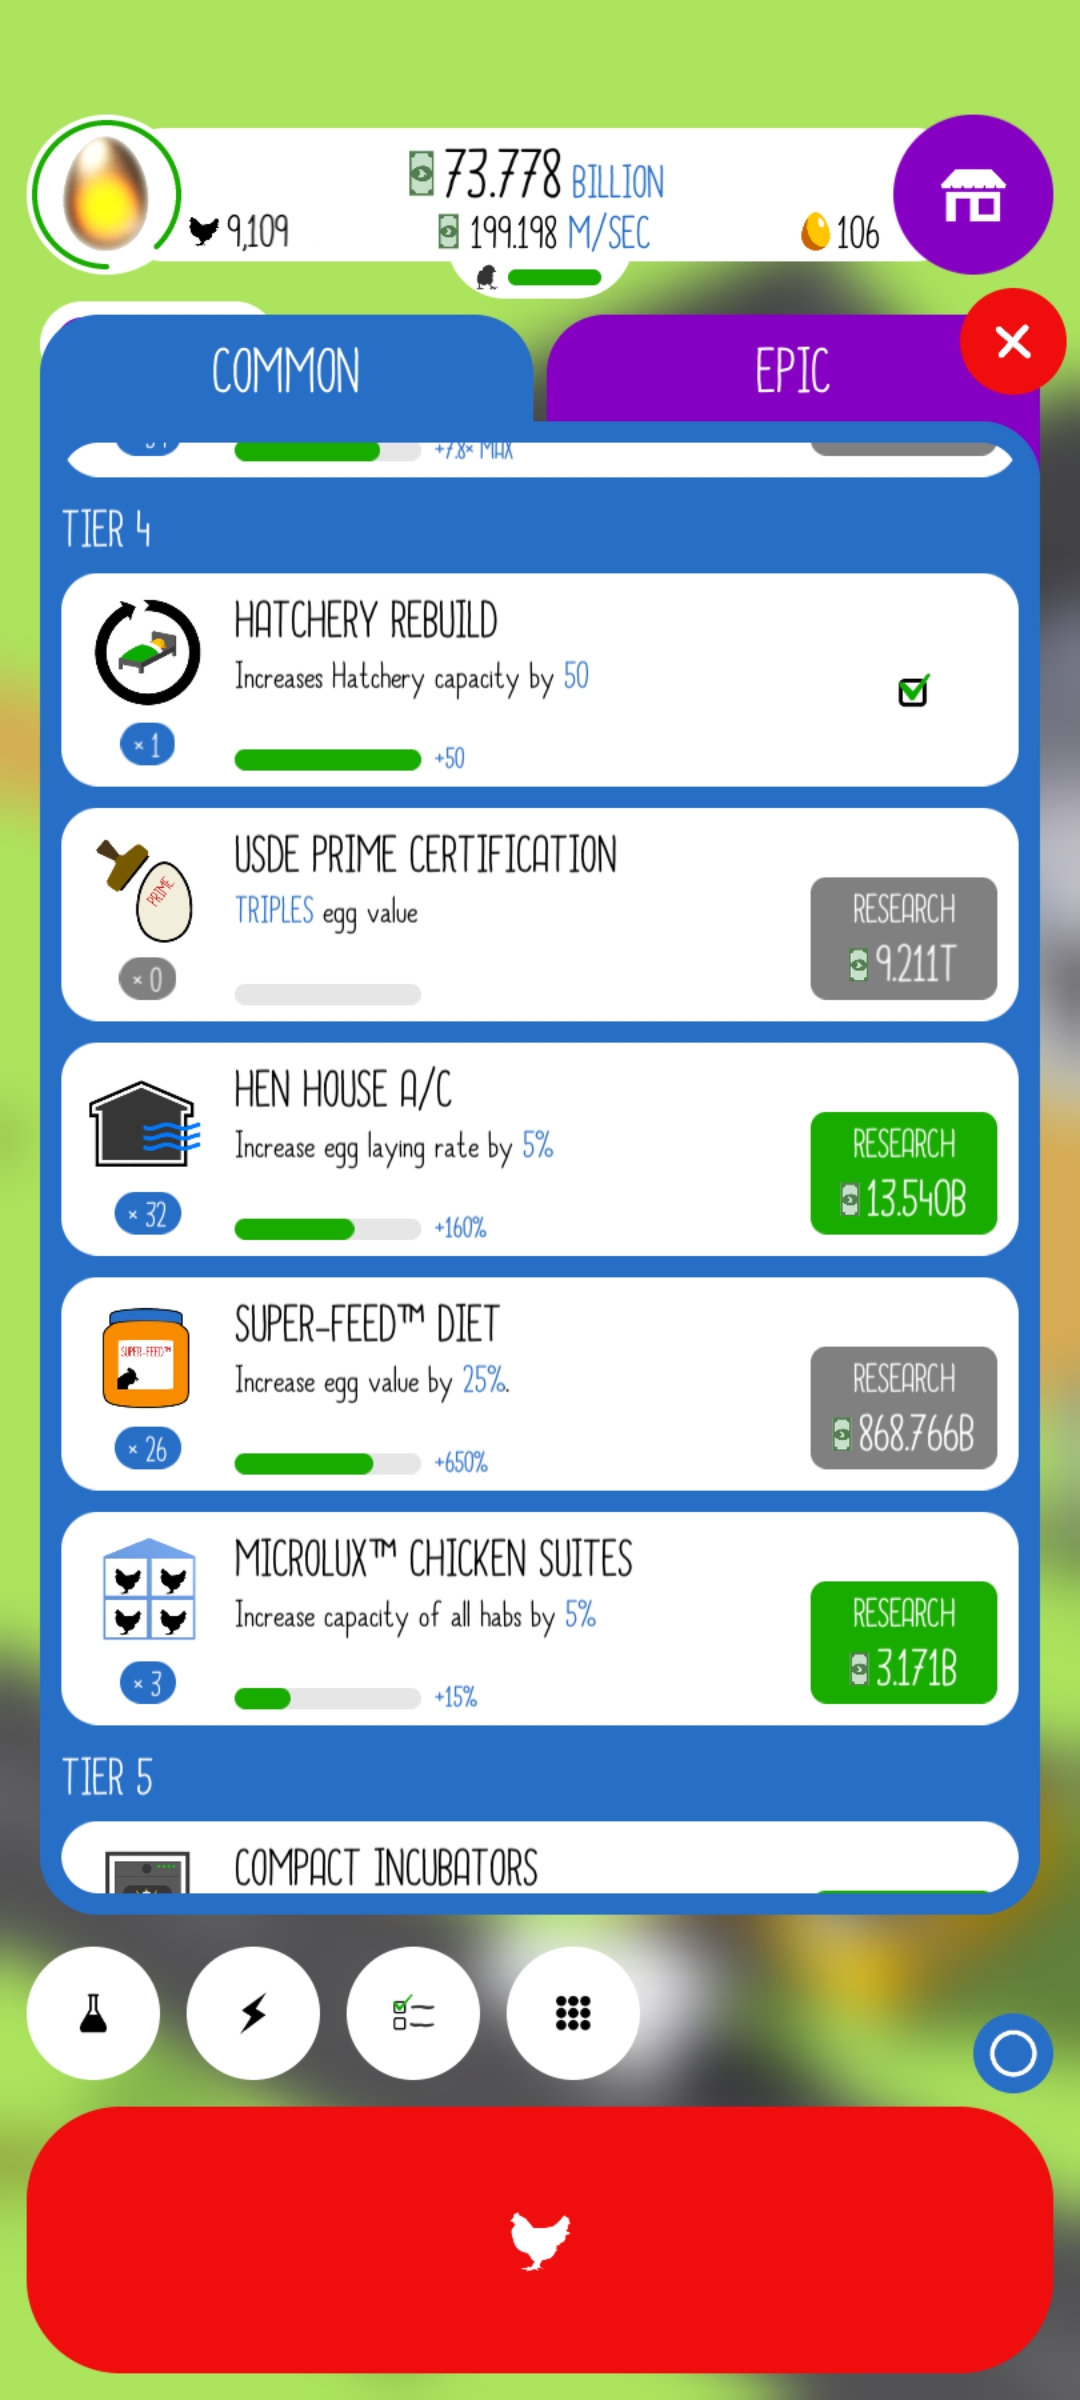 73.778 BILLION
9,109
199.198 M/SEC
106
COMMON
EPIC
+7.8× MAX
TIER 4
HATCHERY REBUILD
Increases Hatchery capacity by 50
× 1
+50
USDE PRIME CERTIFICATION
TRIPLES egg value
PRIME
RESEARCH
9.211T
× 0
HEN HOUSE A/C
Increase egg laying rate by 5%
RESEARCH
13.540B
× 32
+160%
SUPER-FEED™ DIET
Increase egg value by 25%.
SUPER-FEED™
RESEARCH
868.766B
× 26
+650%
MICROLUX™ CHICKEN SUITES
Increase capacity of all habs by 5%
RESEARCH
3.171B
× 3
+15%
TIER 5
COMPACT INCUBATORS